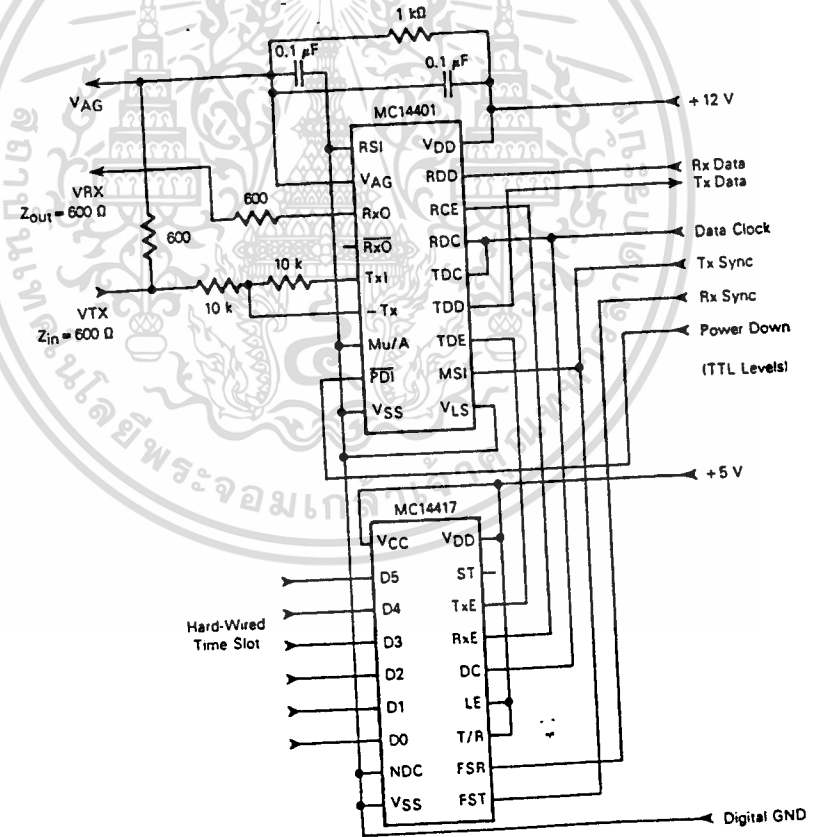 1 kΩ
0.1 µF
0.1 µF
VAG
MC14401
+ 12 V
RSI
VDD
VAG
RDD
Rx Data
Tx Data
VRX
Zout = 600 Ω
600
RxO
RCE
600
RxO
RDC
Data Clock
10 k
TxI
TDC
Tx Sync
VTX
Zin = 600 Ω
10 k
– Tx
TDD
Rx Sync
Mu/A
TDE
Power Down
PDI
MSI
(TTL Levels)
VSS
VLS
+5 V
MC14417
VCC
VDD
D5
ST
Hard-Wired
Time Slot
D4
TxE
D3
RxE
D2
DC
D1
LE
D0
T/R
NDC
FSR
VSS
FST
Digital GND